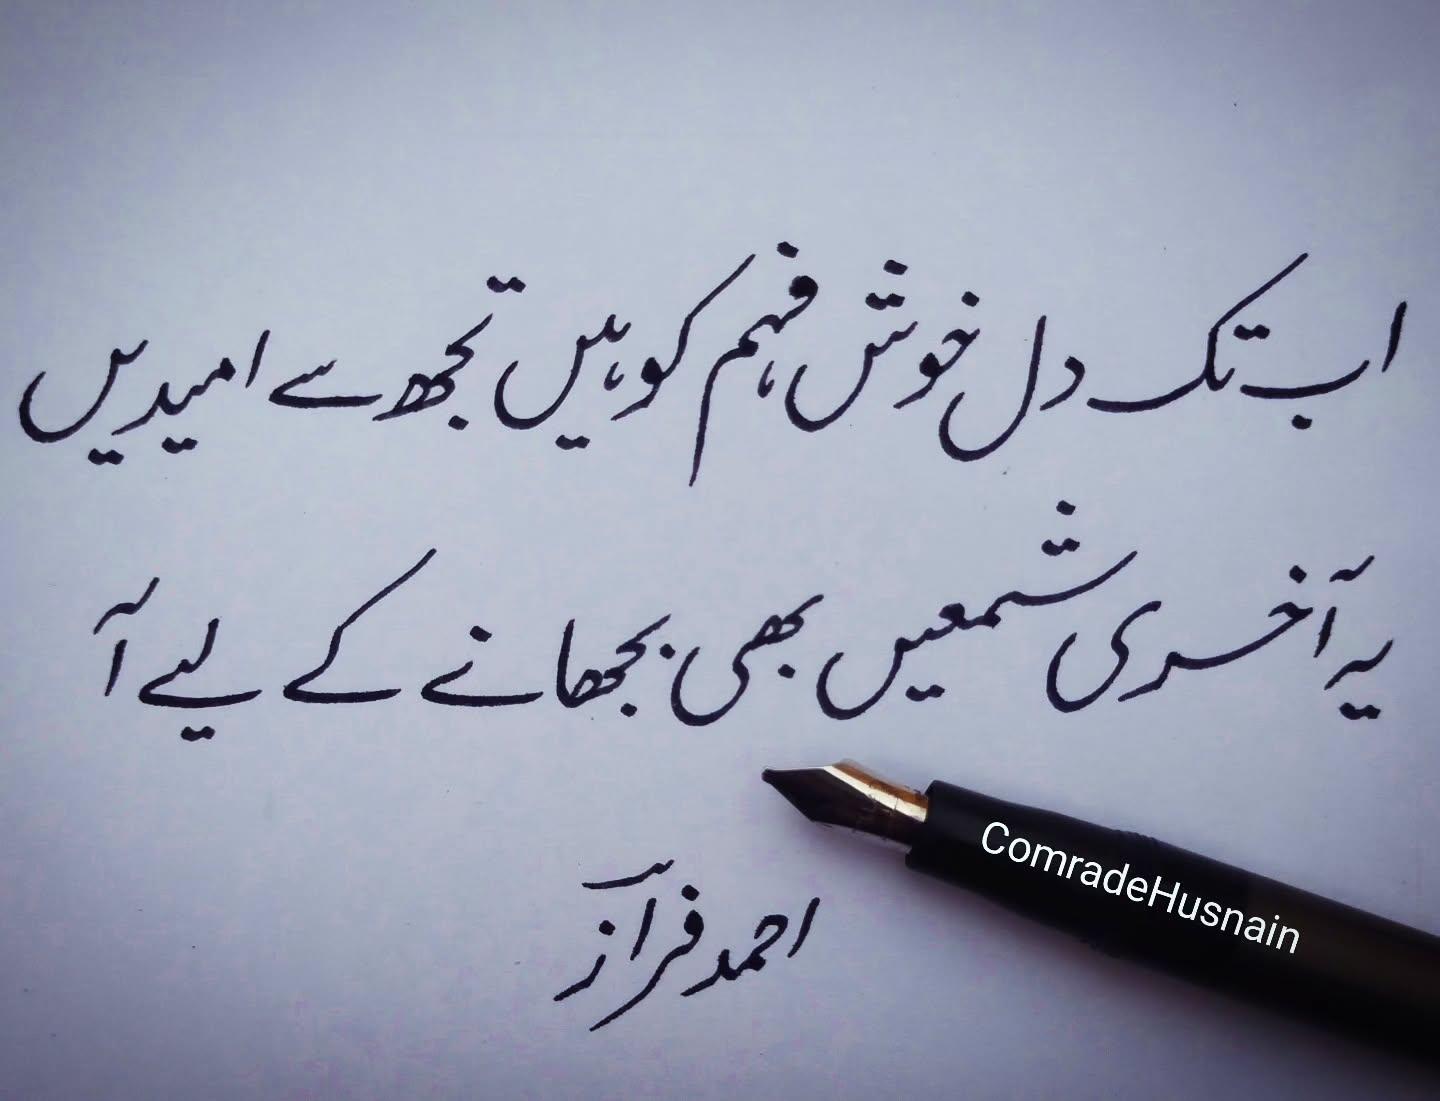 اب تک دل خوش فہم کو ہیں تجھ سے امیدیں
یہ آخری شمعیں بھی بجھانے کے لیے آ
احمد فراز
ComradeHusnain